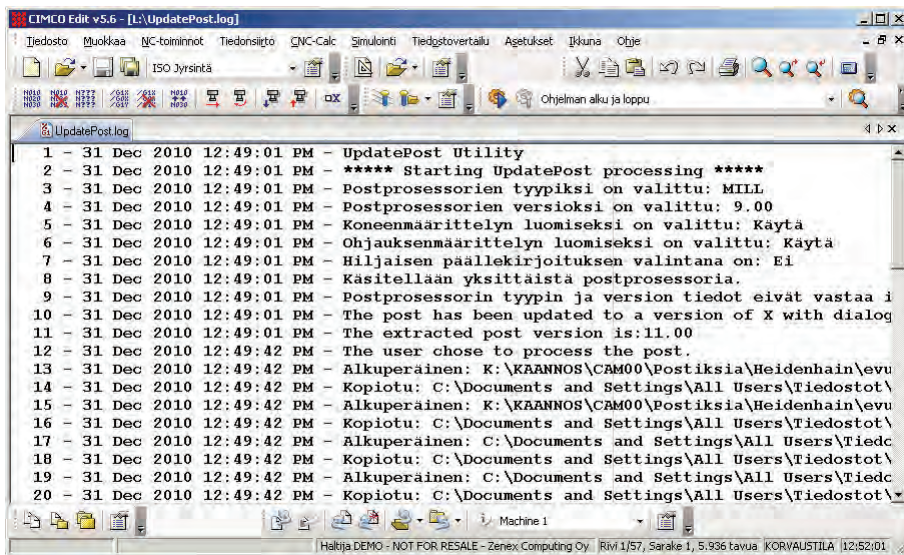 CIMCO Edit v5.6 - [L:\UpdatePost.log]
Tiedosto Muokkaa NC-toiminnot Tiedonsiirto CNC-Calc Simulointi Tiedostovertailu Asetukset Ikkuna Ohje
ISO Jyrsintä
Ohjelman alku ja loppu
UpdatePost.log
1 - 31 Dec 2010 12:49:01 PM - UpdatePost Utility
2 - 31 Dec 2010 12:49:01 PM - ***** Starting UpdatePost processing *****
3 - 31 Dec 2010 12:49:01 PM - Postprosessorien tyypiksi on valittu: MILL
4 - 31 Dec 2010 12:49:01 PM - Postprosessorien versioksi on valittu: 9.00
5 - 31 Dec 2010 12:49:01 PM - Koneenmäärittelyn luomiseksi on valittu: Käytä
6 - 31 Dec 2010 12:49:01 PM - Ohjauksenmäärittelyn luomiseksi on valittu: Käytä
7 - 31 Dec 2010 12:49:01 PM - Hiljaisen päällekirjoituksen valintana on: Ei
8 - 31 Dec 2010 12:49:01 PM - Käsitellään yksittäistä postprosessoria.
9 - 31 Dec 2010 12:49:01 PM - Postprosessorin tyypin ja version tiedot eivät vastaa i
10 - 31 Dec 2010 12:49:01 PM - The post has been updated to a version of X with dialog
11 - 31 Dec 2010 12:49:01 PM - The extracted post version is:11.00
12 - 31 Dec 2010 12:49:42 PM - The user chose to process the post.
13 - 31 Dec 2010 12:49:42 PM - Alkuperäinen: K:\KAANNOS\CAM00\Postiksia\Heidenhain\evu
14 - 31 Dec 2010 12:49:42 PM - Kopiotu: C:\Documents and Settings\All Users\Tiedostot\
15 - 31 Dec 2010 12:49:42 PM - Alkuperäinen: K:\KAANNOS\CAM00\Postiksia\Heidenhain\evu
16 - 31 Dec 2010 12:49:42 PM - Kopiotu: C:\Documents and Settings\All Users\Tiedostot\
17 - 31 Dec 2010 12:49:42 PM - Alkuperäinen: C:\Documents and Settings\All Users\Tiedc
18 - 31 Dec 2010 12:49:42 PM - Kopiotu: C:\Documents and Settings\All Users\Tiedostot\
19 - 31 Dec 2010 12:49:42 PM - Alkuperäinen: C:\Documents and Settings\All Users\Tiedc
20 - 31 Dec 2010 12:49:42 PM - Kopiotu: C:\Documents and Settings\All Users\Tiedostot\
Machine 1
Haltija DEMO - NOT FOR RESALE - Zenex Computing Oy Rivi 1/57, Sarake 1, 5.936 tavua KORVAUSTILA 12:52:01